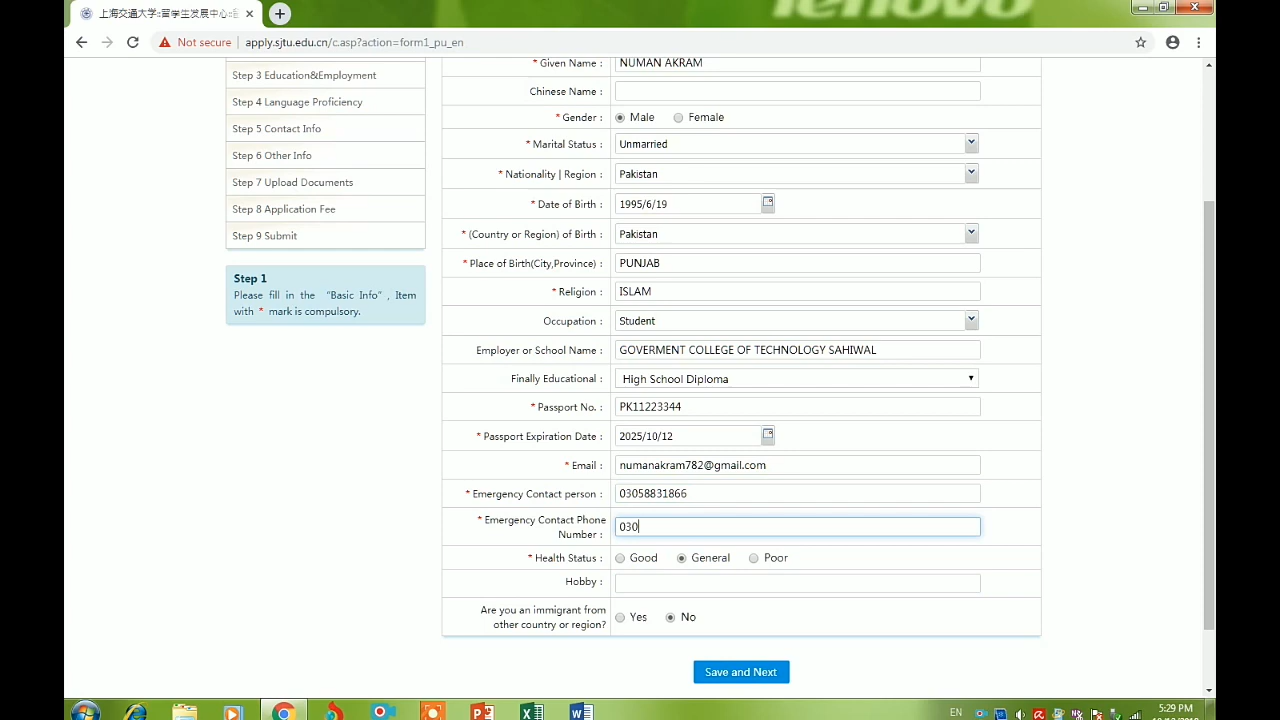 lenovo
上海交通大学::留学生发展中心::
Not secure | apply.sjtu.edu.cn/c.asp?action=form1_pu_en
Step 3 Education&Employment
Step 4 Language Proficiency
Step 5 Contact Info
Step 6 Other Info
Step 7 Upload Documents
Step 8 Application Fee
Step 9 Submit
Step 1
Please fill in the “Basic Info”, Item
with * mark is compulsory.
* Given Name : NUMAN AKRAM
Chinese Name :
* Gender : Male Female
* Marital Status : Unmarried
* Nationality | Region : Pakistan
* Date of Birth : 1995/6/19
* (Country or Region) of Birth : Pakistan
* Place of Birth(City,Province) : PUNJAB
* Religion : ISLAM
Occupation : Student
Employer or School Name : GOVERMENT COLLEGE OF TECHNOLOGY SAHIWAL
Finally Educational : High School Diploma
* Passport No. : PK11223344
* Passport Expiration Date : 2025/10/12
* Email : numanakram782@gmail.com
* Emergency Contact person : 03058831866
* Emergency Contact Phone
Number : 030
* Health Status : Good General Poor
Hobby :
Are you an immigrant from
other country or region? Yes No
Save and Next
EN
5:29 PM